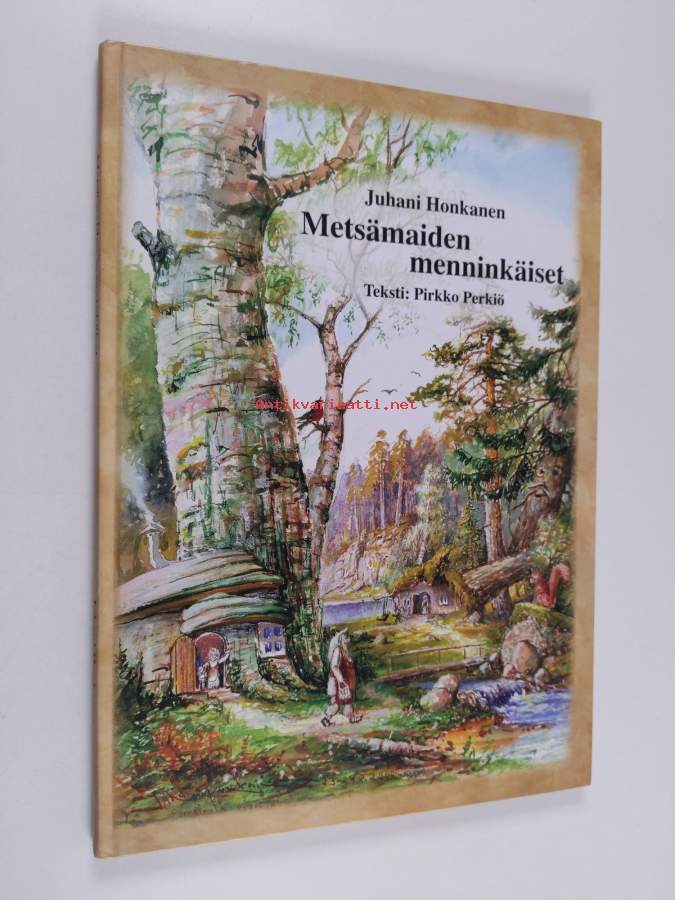 Juhani Honkanen
Metsämaiden
menninkäiset
Teksti: Pirkko Perkiö
antikvariaatti.net